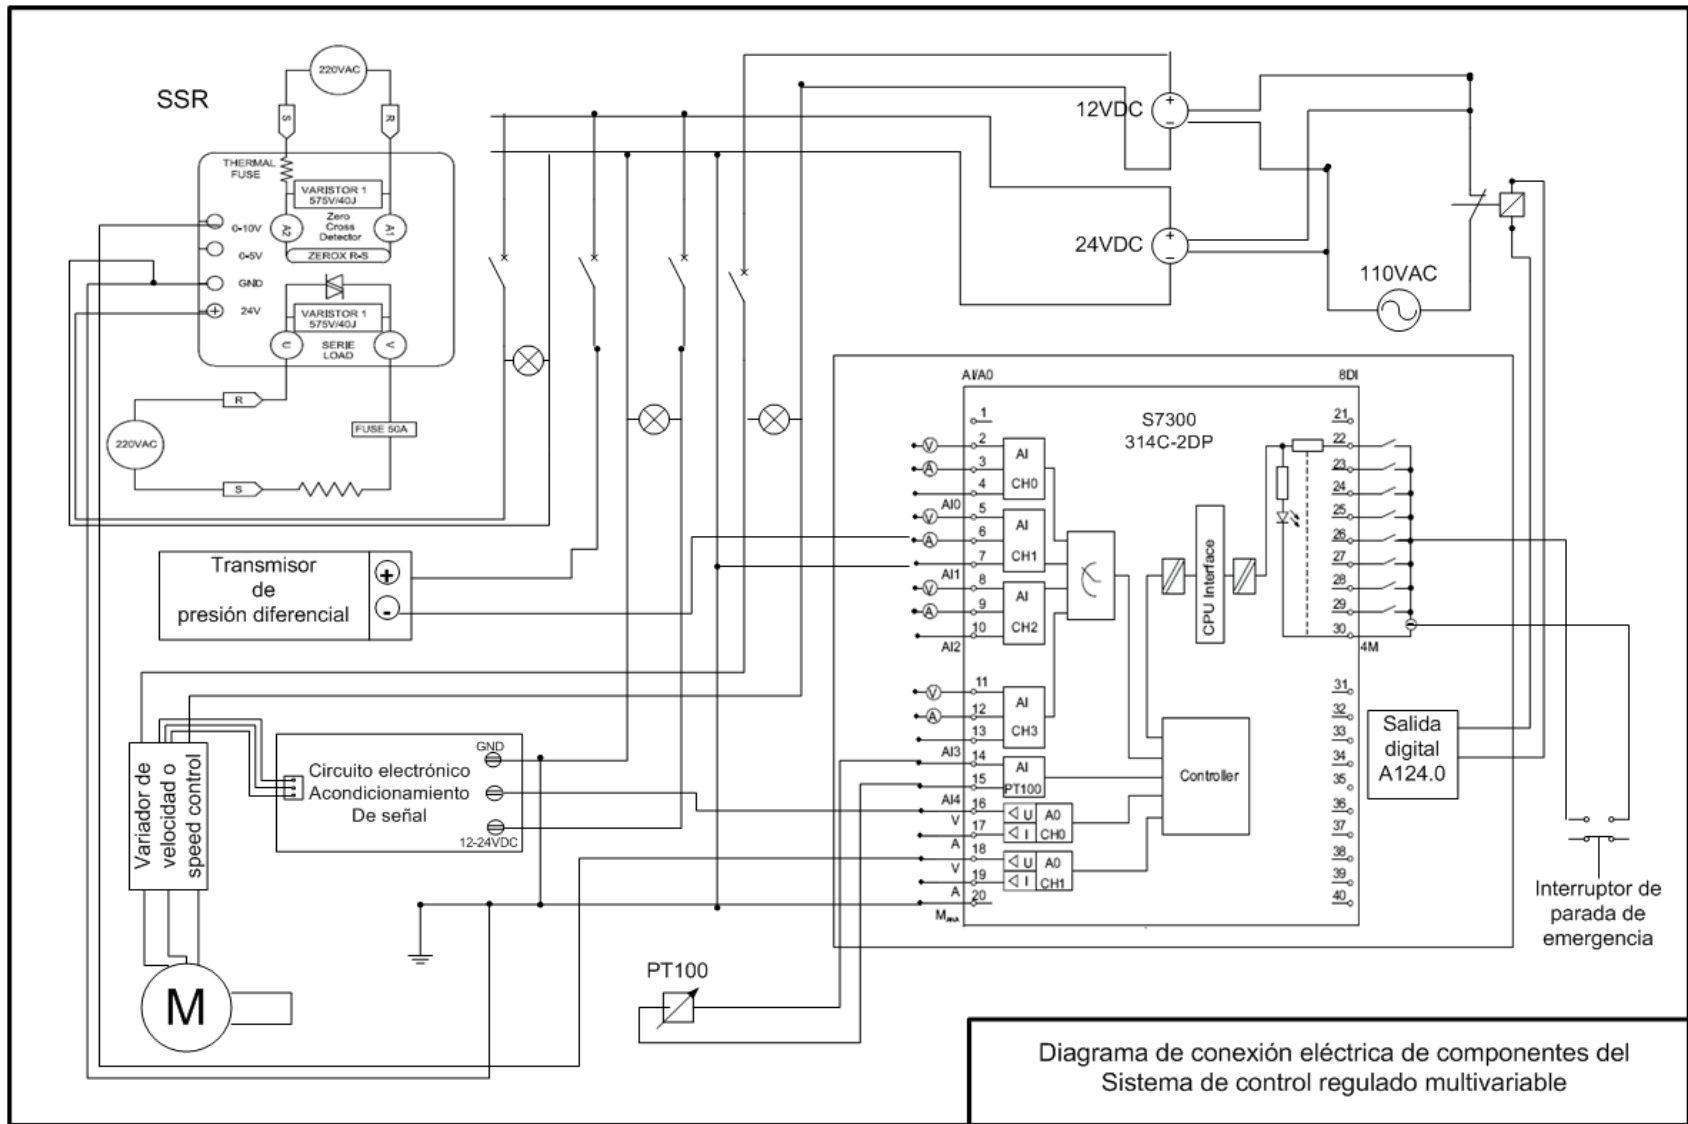 SSR
220VAC
S
R
THERMAL
FUSE
VARISTOR 1
575V/40J
0-10V
A2
Zero
Cross
Detector
A1
0-5V
ZEROX R-S
GND
24V
VARISTOR 1
575V/40J
U
SERIE
LOAD
V
R
FUSE 50A
220VAC
S
12VDC
+
−
24VDC
+
−
110VAC
Transmisor
de
presión diferencial
+
-
Variador de
velocidad o
speed control
Circuito electrónico
Acondicionamiento
De señal
GND
12-24VDC
M
PT100
AI/A0
8DI
S7300
314C-2DP
1
2
3
4
5
6
7
8
9
10
11
12
13
14
15
16
17
18
19
20
V
A
AI0
V
A
AI1
V
A
AI2
V
A
AI3
AI4
V
A
V
A
MANA
AI
CH0
AI
CH1
AI
CH2
AI
CH3
AI
PT100
U
I
A0
CH0
U
I
A0
CH1
CPU Interface
Controller
21
22
23
24
25
26
27
28
29
30
4M
31
32
33
34
35
36
37
38
39
40
Salida
digital
A124.0
Interruptor de
parada de
emergencia
Diagrama de conexión eléctrica de componentes del
Sistema de control regulado multivariable